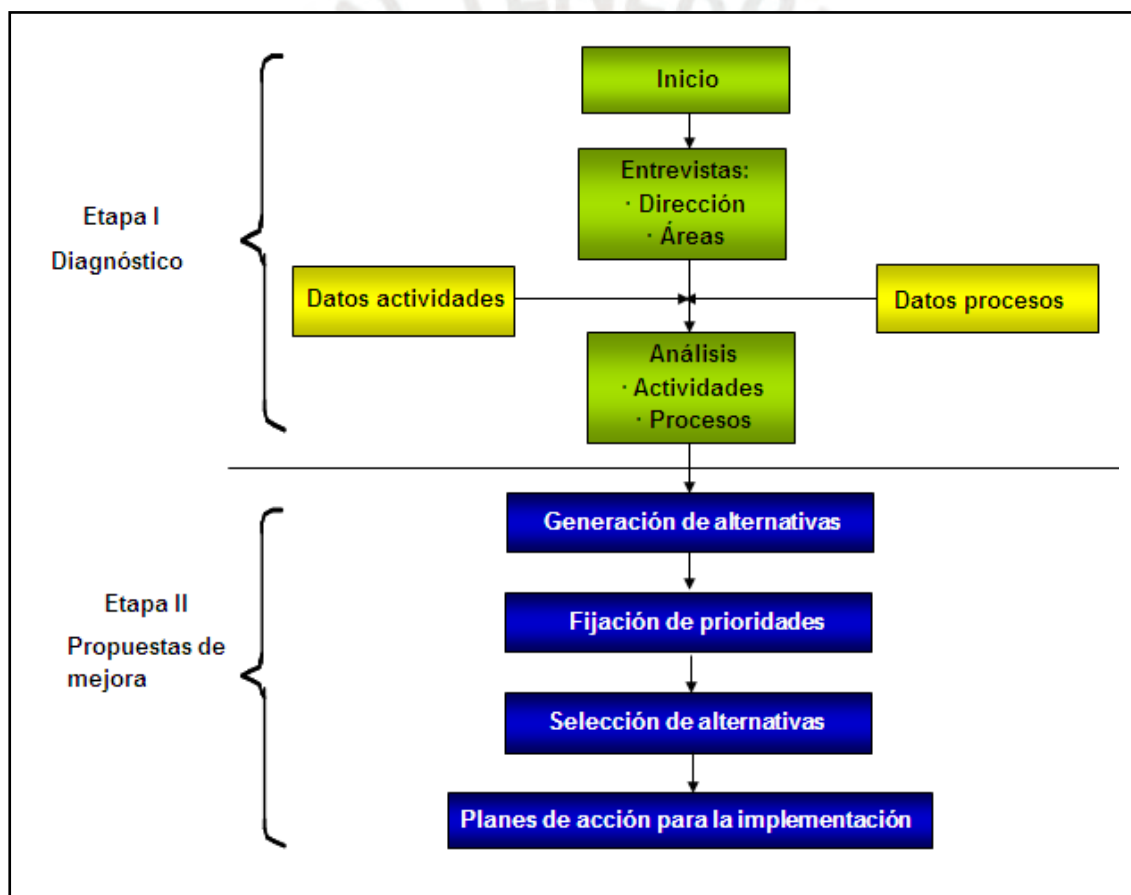 Inicio
Entrevistas:
· Dirección
· Áreas
Etapa I
Diagnóstico
Datos actividades
Datos procesos
Análisis
· Actividades
· Procesos
Generación de alternativas
Etapa II
Propuestas de
mejora
Fijación de prioridades
Selección de alternativas
Planes de acción para la implementación